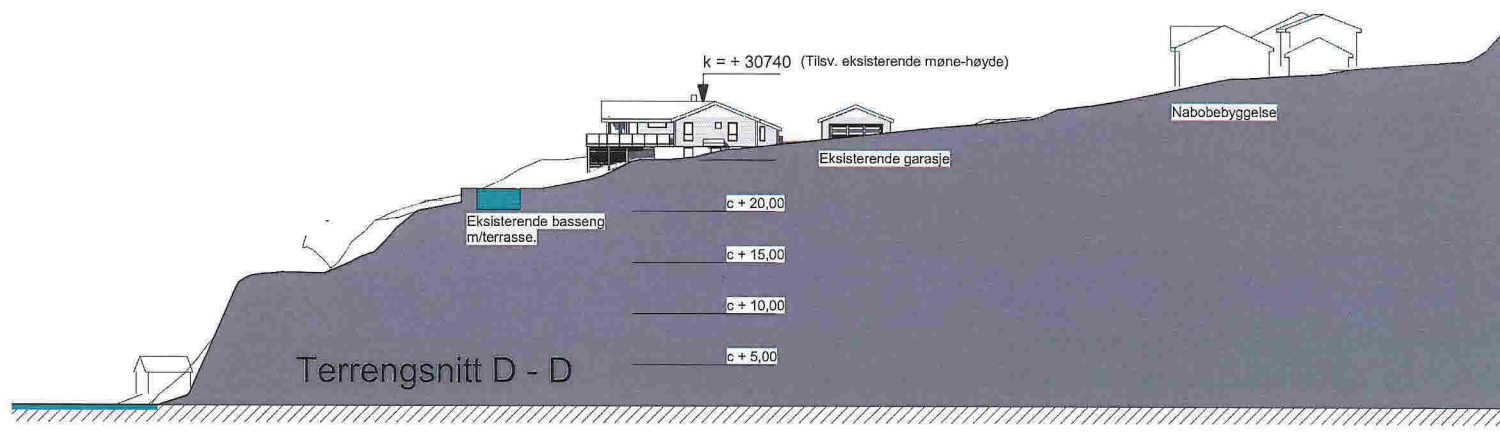 k = + 30740 (Tilsv. eksisterende møne-høyde)
Nabobebyggelse
Eksisterende garasje
c + 20,00
Eksisterende basseng
m/terrasse.
c + 15,00
c + 10,00
c + 5,00
Terrengsnitt D - D